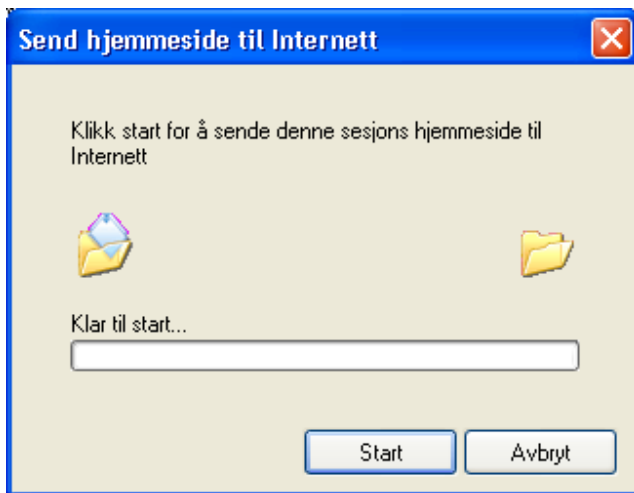 Send hjemmeside til Internett
Klikk start for å sende denne sesjons hjemmeside til
Internett
Klar til start...
Start
Avbryt